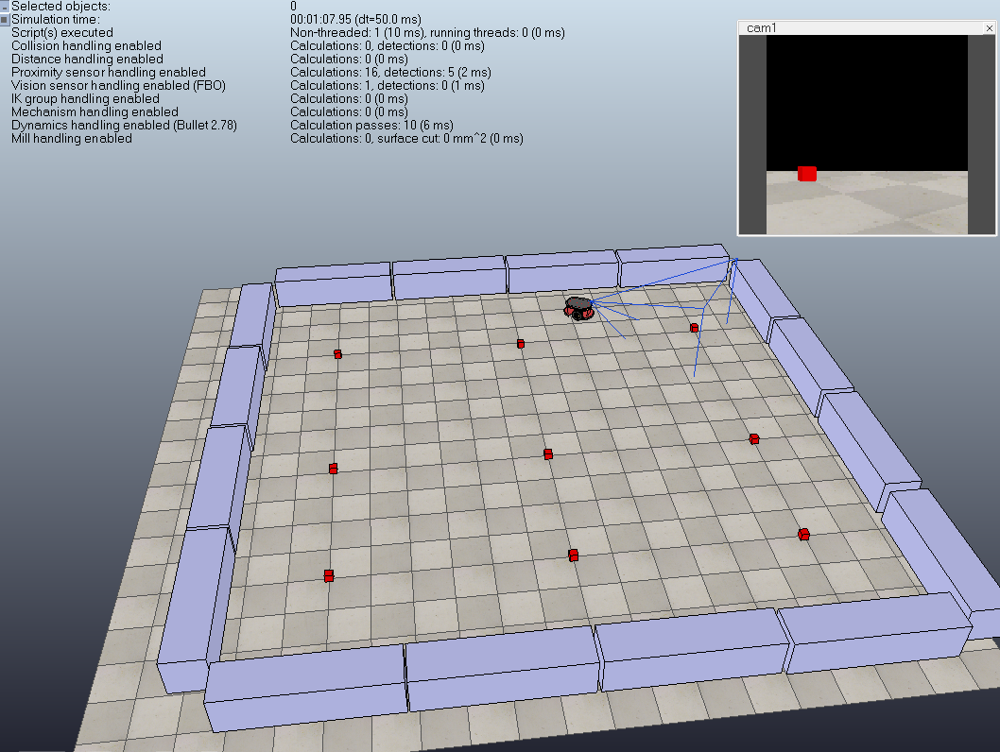 Selected objects: 0
Simulation time: 00:01:07.95 (dt=50.0 ms)
Script(s) executed Non-threaded: 1 (10 ms), running threads: 0 (0 ms)
Collision handling enabled Calculations: 0, detections: 0 (0 ms)
Distance handling enabled Calculations: 0 (0 ms)
Proximity sensor handling enabled Calculations: 16, detections: 5 (2 ms)
Vision sensor handling enabled (FBO) Calculations: 1, detections: 0 (1 ms)
IK group handling enabled Calculations: 0 (0 ms)
Mechanism handling enabled Calculations: 0 (0 ms)
Dynamics handling enabled (Bullet 2.78) Calculation passes: 10 (6 ms)
Mill handling enabled Calculations: 0, surface cut: 0 mm^2 (0 ms)
cam1